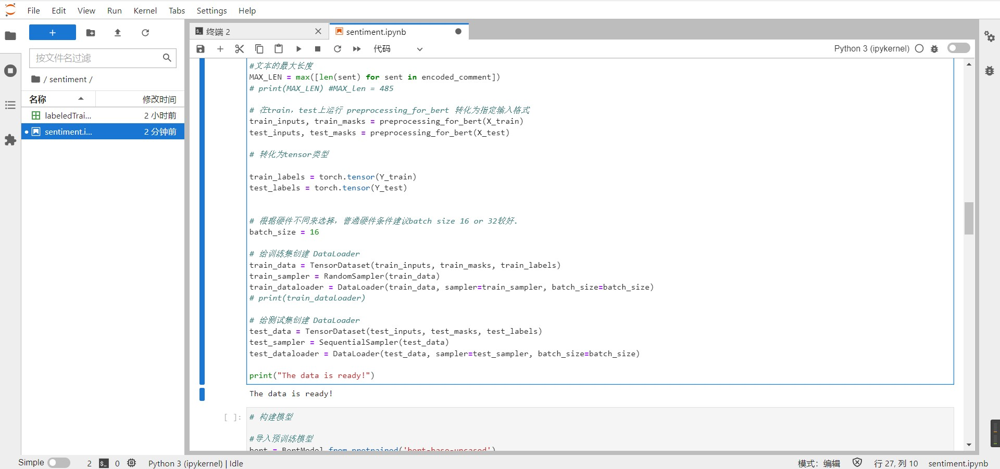 File Edit View Run Kernel Tabs Settings Help
终端 2
sentiment.ipynb
代码
Python 3 (ipykernel)
按文件名过滤
/ sentiment /
名称 修改时间
labeledTrai... 2 小时前
sentiment.i... 2 分钟前
#文本的最大长度
MAX_LEN = max([len(sent) for sent in encoded_comment])
# print(MAX_LEN) #MAX_len = 485
# 在train，test上运行 preprocessing_for_bert 转化为指定输入格式
train_inputs, train_masks = preprocessing_for_bert(X_train)
test_inputs, test_masks = preprocessing_for_bert(X_test)
# 转化为tensor类型
train_labels = torch.tensor(Y_train)
test_labels = torch.tensor(Y_test)
# 根据硬件不同来选择，普通硬件条件建议batch size 16 or 32较好.
batch_size = 16
# 给训练集创建 DataLoader
train_data = TensorDataset(train_inputs, train_masks, train_labels)
train_sampler = RandomSampler(train_data)
train_dataloader = DataLoader(train_data, sampler=train_sampler, batch_size=batch_size)
# print(train_dataloader)
# 给测试集创建 DataLoader
test_data = TensorDataset(test_inputs, test_masks, test_labels)
test_sampler = SequentialSampler(test_data)
test_dataloader = DataLoader(test_data, sampler=test_sampler, batch_size=batch_size)
print("The data is ready!")
The data is ready!
[ ]: # 构建模型
#导入预训练模型
bert = BertModel.from_pretrained('bert-base-uncased')
Simple 2 0 Python 3 (ipykernel) | Idle
模式：编辑 行 27, 列 10 sentiment.ipynb